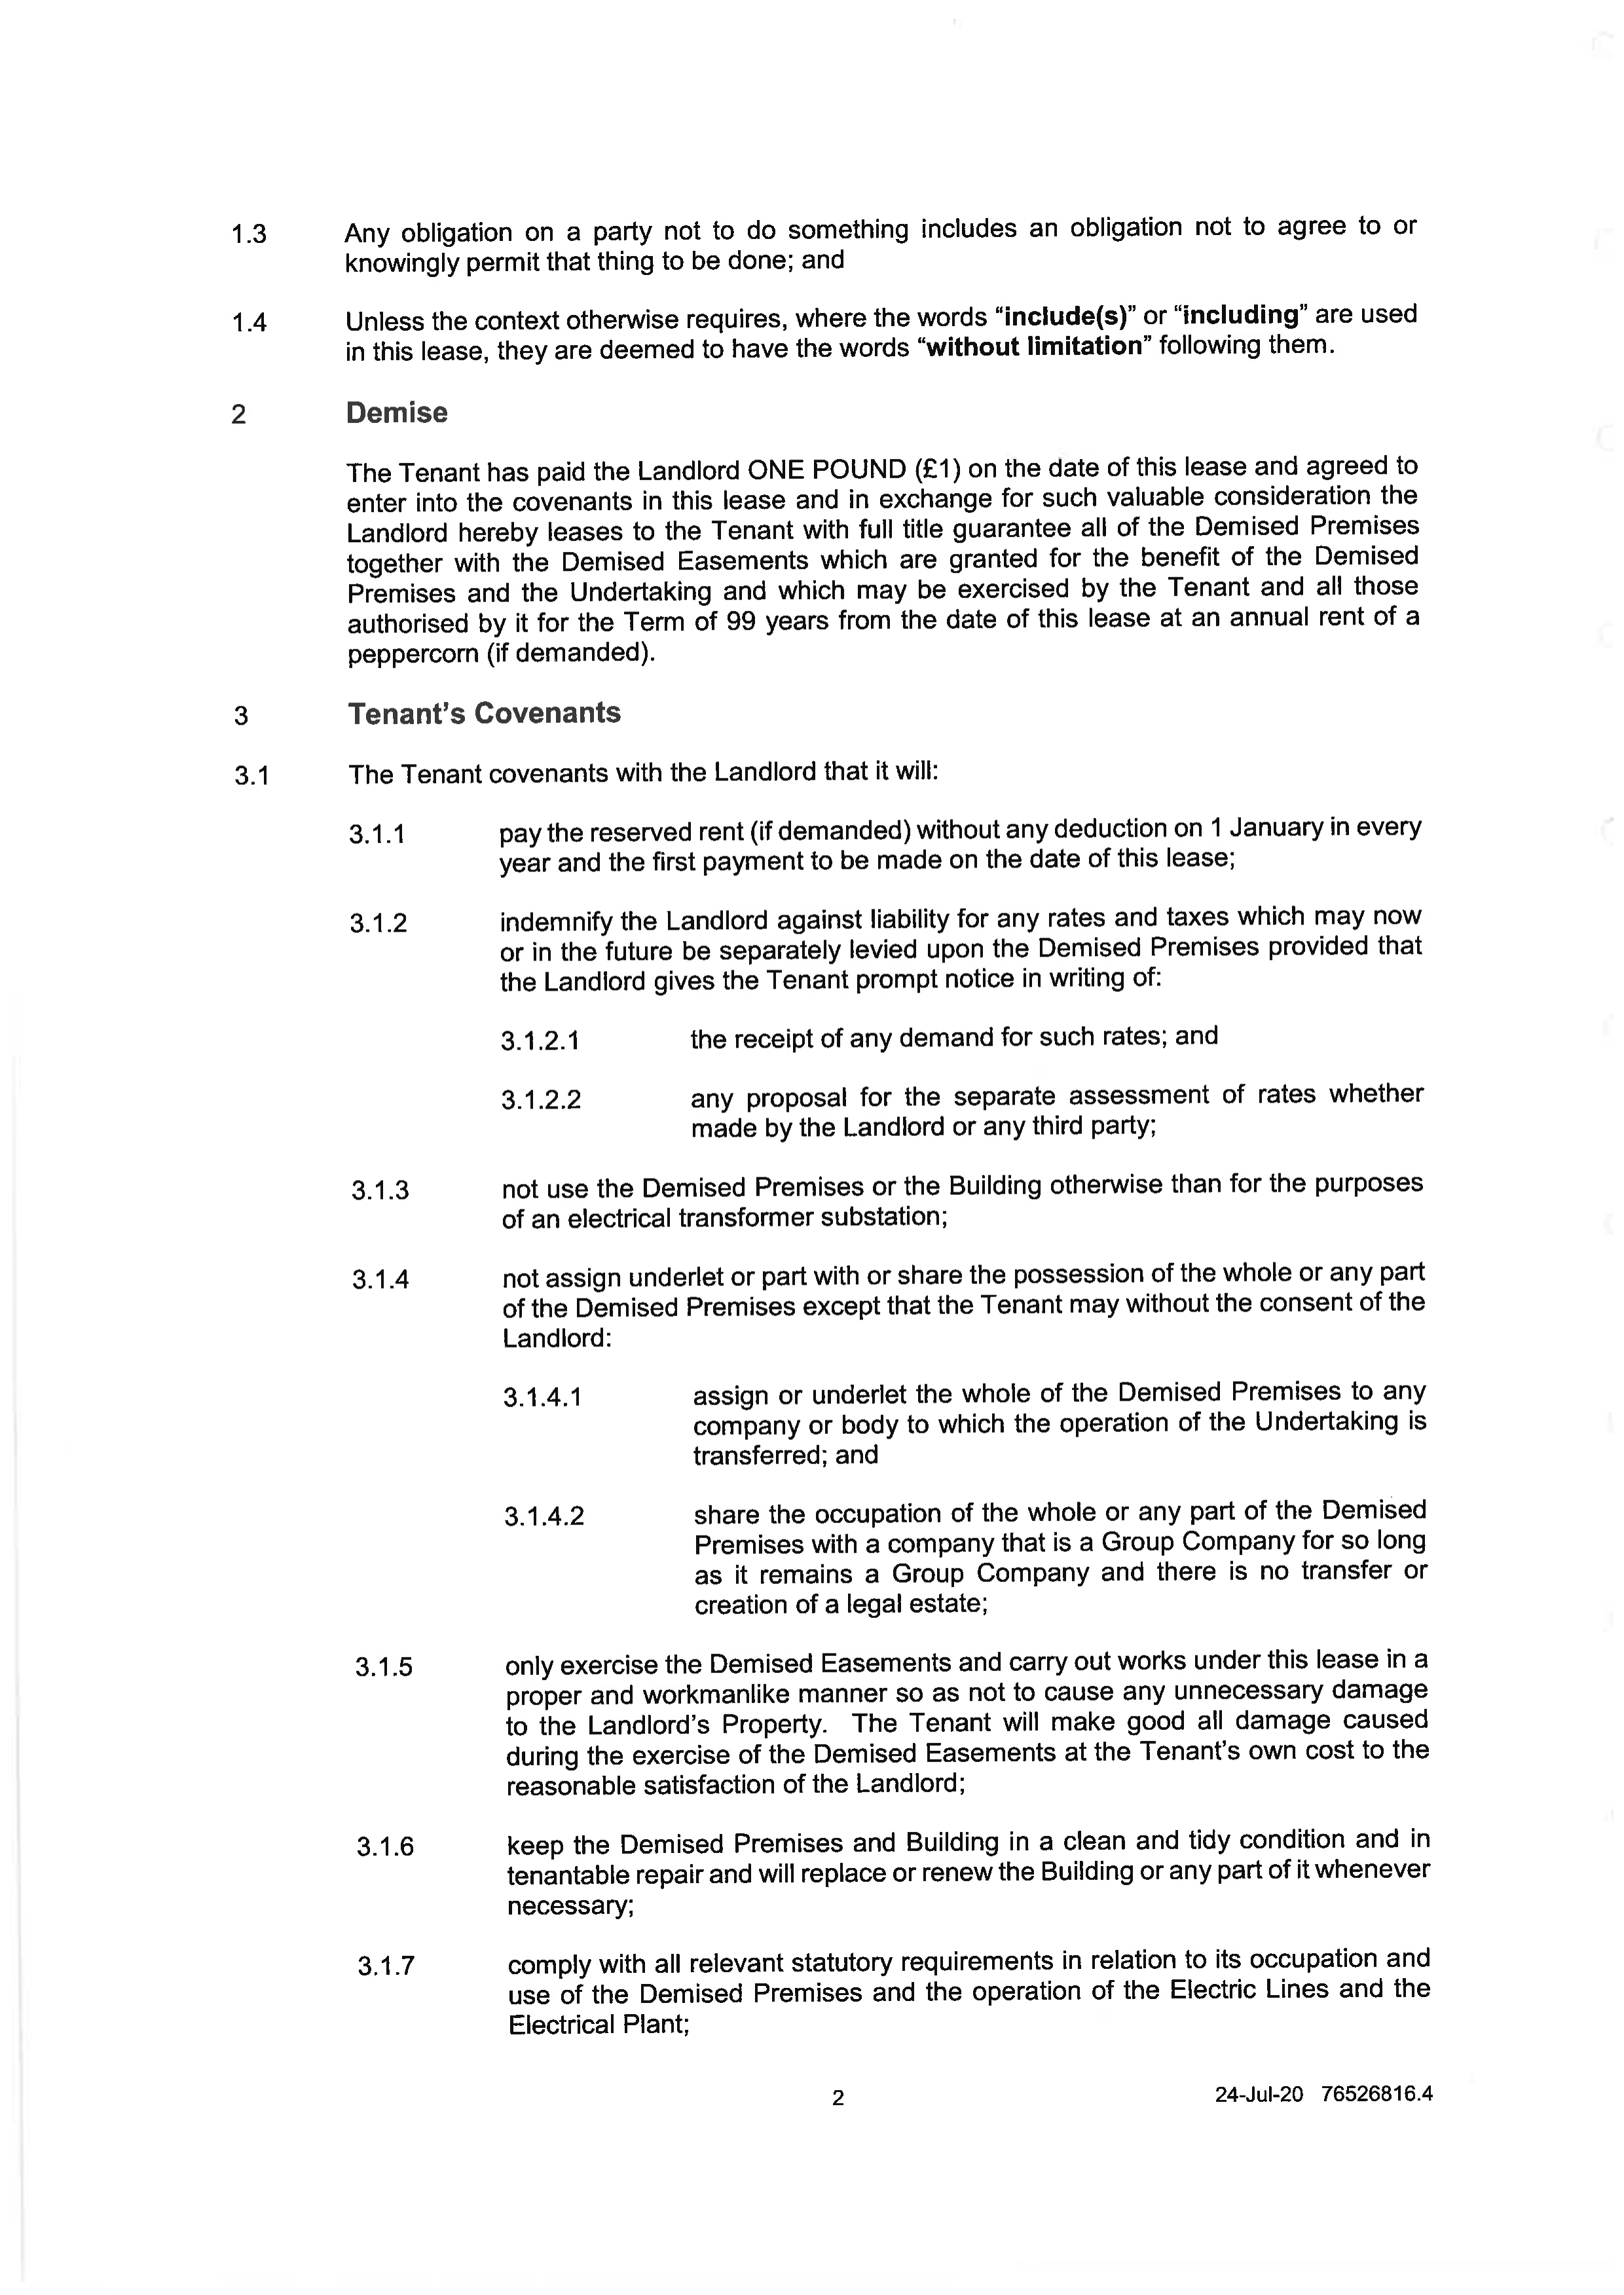 1.3 Any obligation on a party not to do something includes an obligation not to agree to or
knowingly permit that thing to be done; and
1.4 Unless the context otherwise requires, where the words “include(s)” or “including” are used
in this lease, they are deemed to have the words “without limitation” following them.
2 Demise
The Tenant has paid the Landlord ONE POUND (£1) on the date of this lease and agreed to
enter into the covenants in this lease and in exchange for such valuable consideration the
Landlord hereby leases to the Tenant with full title guarantee all of the Demised Premises
together with the Demised Easements which are granted for the benefit of the Demised
Premises and the Undertaking and which may be exercised by the Tenant and all those
authorised by it for the Term of 99 years from the date of this lease at an annual rent of a
peppercorn (if demanded).
3 Tenant’s Covenants
3.1 The Tenant covenants with the Landlord that it will:
3.1.1 pay the reserved rent (if demanded) without any deduction on 1 January in every
year and the first payment to be made on the date of this lease;
3.1.2 indemnify the Landlord against liability for any rates and taxes which may now
or in the future be separately levied upon the Demised Premises provided that
the Landlord gives the Tenant prompt notice in writing of:
3.1.2.1 the receipt of any demand for such rates; and
3.1.2.2 any proposal for the separate assessment of rates whether
made by the Landlord or any third party;
3.1.3 not use the Demised Premises or the Building otherwise than for the purposes
of an electrical transformer substation;
3.1.4 not assign underlet or part with or share the possession of the whole or any part
of the Demised Premises except that the Tenant may without the consent of the
Landlord:
3.1.4.1 assign or underlet the whole of the Demised Premises to any
company or body to which the operation of the Undertaking is
transferred; and
3.1.4.2 share the occupation of the whole or any part of the Demised
Premises with a company that is a Group Company for so long
as it remains a Group Company and there is no transfer or
creation of a legal estate;
3.1.5 only exercise the Demised Easements and carry out works under this lease in a
proper and workmanlike manner so as not to cause any unnecessary damage
to the Landlord’s Property. The Tenant will make good all damage caused
during the exercise of the Demised Easements at the Tenant’s own cost to the
reasonable satisfaction of the Landlord;
3.1.6 keep the Demised Premises and Building in a clean and tidy condition and in
tenantable repair and will replace or renew the Building or any part of it whenever
necessary;
3.1.7 comply with all relevant statutory requirements in relation to its occupation and
use of the Demised Premises and the operation of the Electric Lines and the
Electrical Plant;
2 24-Jul-20 76526816.4